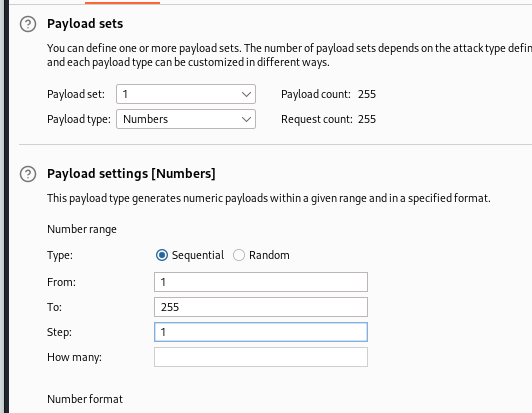 Payload sets
You can define one or more payload sets. The number of payload sets depends on the attack type
and each payload type can be customized in different ways.
Payload set: 1 Payload count: 255
Payload type: Numbers Request count: 255
Payload settings [Numbers]
This payload type generates numeric payloads within a given range and in a specified format.
Number range
Type: Sequential Random
From: 1
To: 255
Step: 1
How many:
Number format